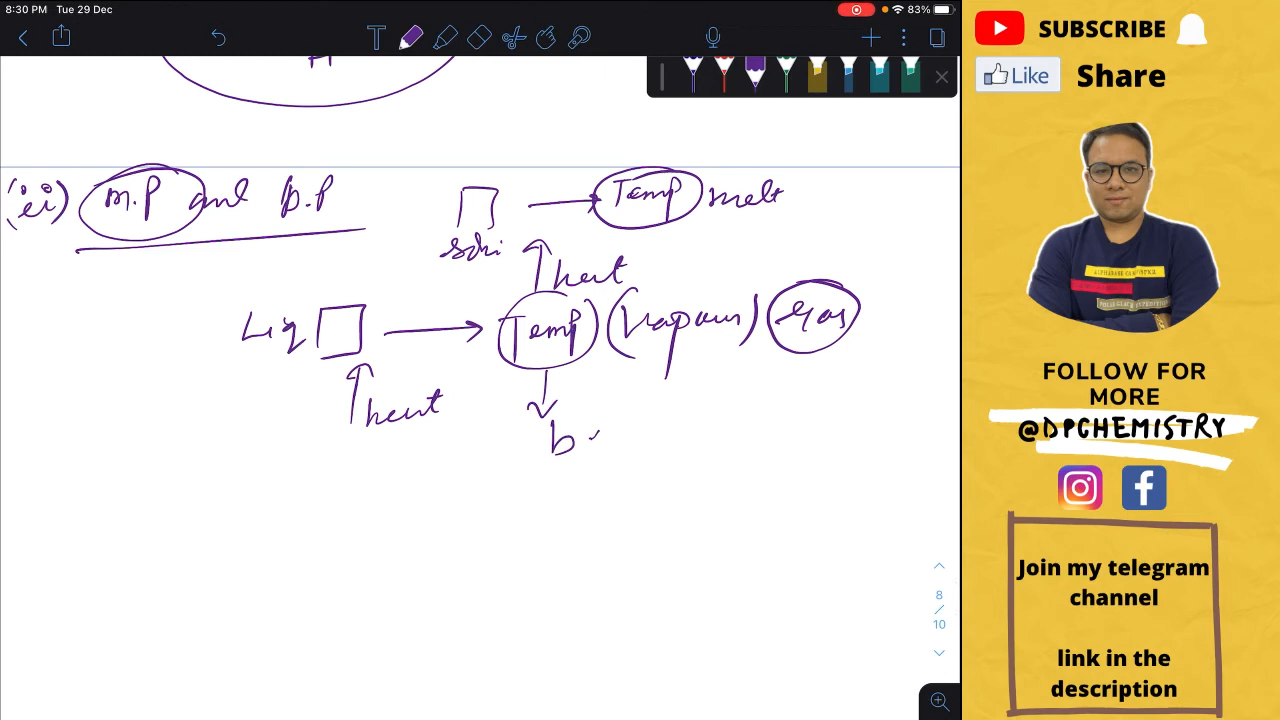 8:30 PM Tue 29 Dec
83%
(ii) M.P and B.P
Temp melt
heat
Liq
Temp (vapour) Gas
heat
b.
8
/
10
SUBSCRIBE
Like Share
FOLLOW FOR
MORE
@DPCHEMISTRY
Join my telegram
channel
link in the
description